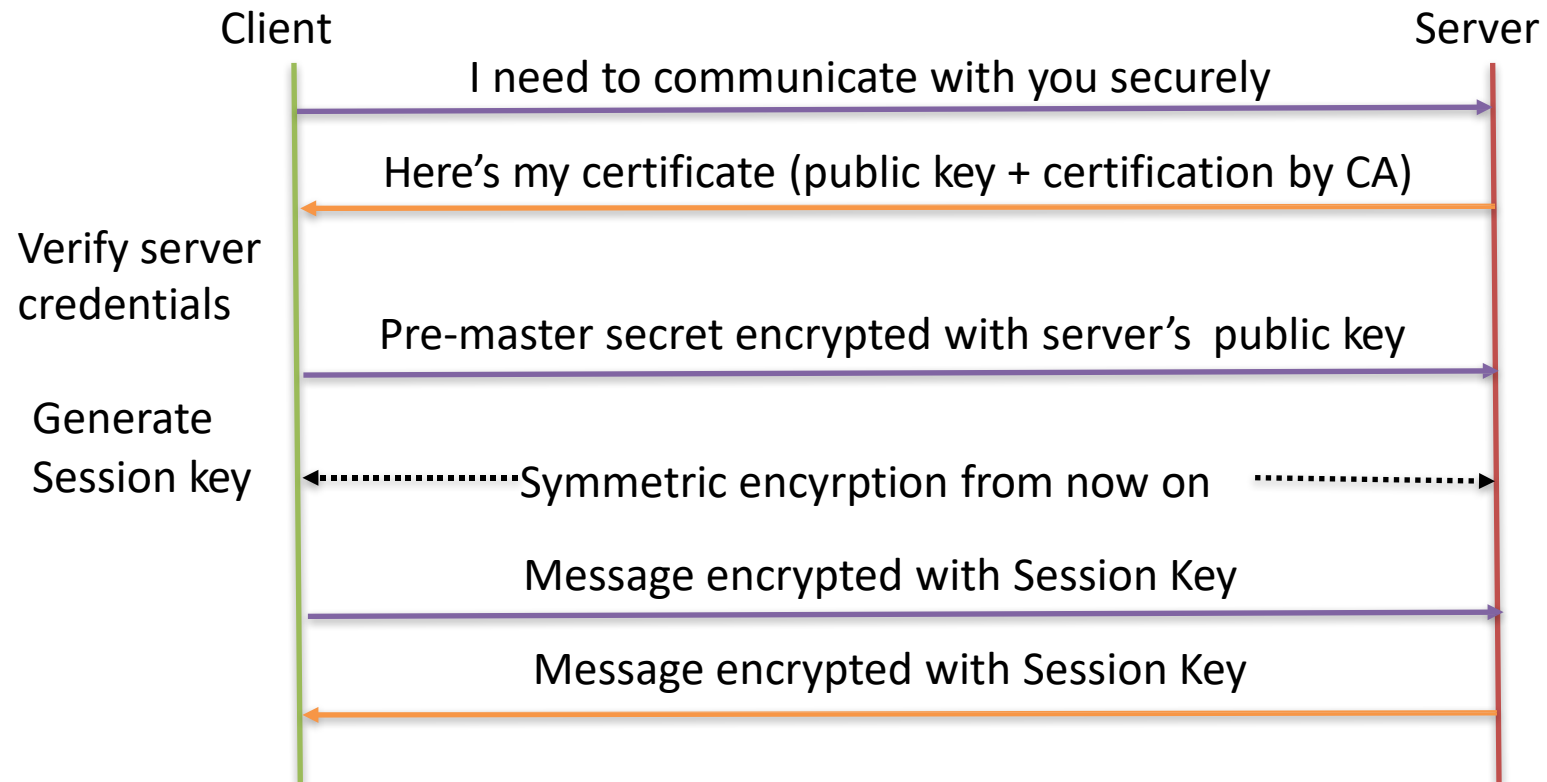 Client
Server
I need to communicate with you securely
Here’s my certificate (public key + certification by CA)
Verify server
credentials
Pre-master secret encrypted with server’s  public key
Generate
Session key
Symmetric encyrption from now on
Message encrypted with Session Key
Message encrypted with Session Key